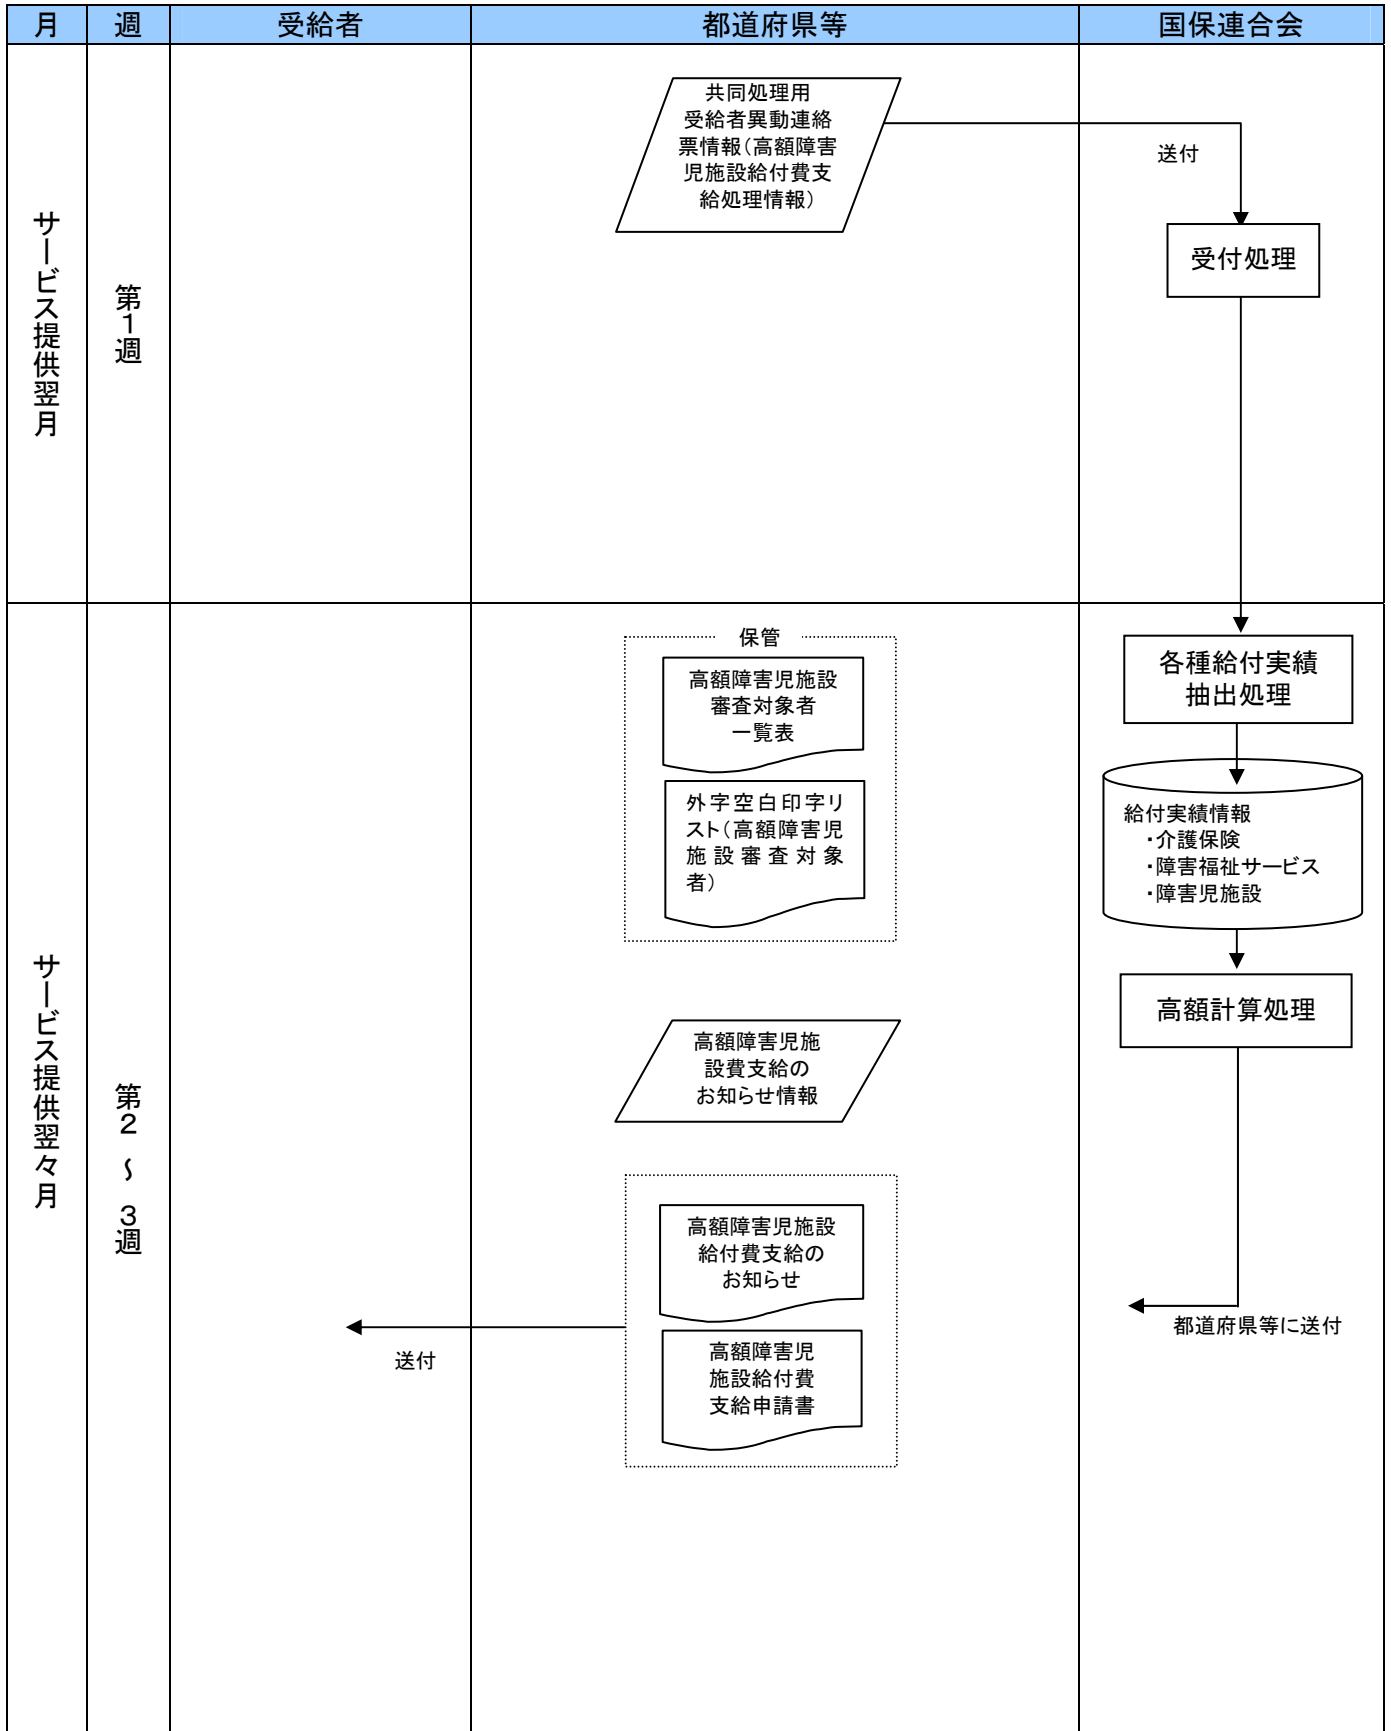 月 週 受給者 都道府県等 国保連合会
サービス提供翌月
第1週
共同処理用
受給者異動連絡
票情報（高額障害
児施設給付費支
給処理情報）
送付
受付処理
サービス提供翌々月
第2～3週
保管
高額障害児施設
審査対象者
一覧表
外字空白印字リ
スト（高額障害児
施設審査対象
者）
各種給付実績
抽出処理
給付実績情報
・介護保険
・障害福祉サービス
・障害児施設
高額計算処理
高額障害児施
設費支給の
お知らせ情報
高額障害児施設
給付費支給の
お知らせ
都道府県等に送付
送付
高額障害児
施設給付費
支給申請書